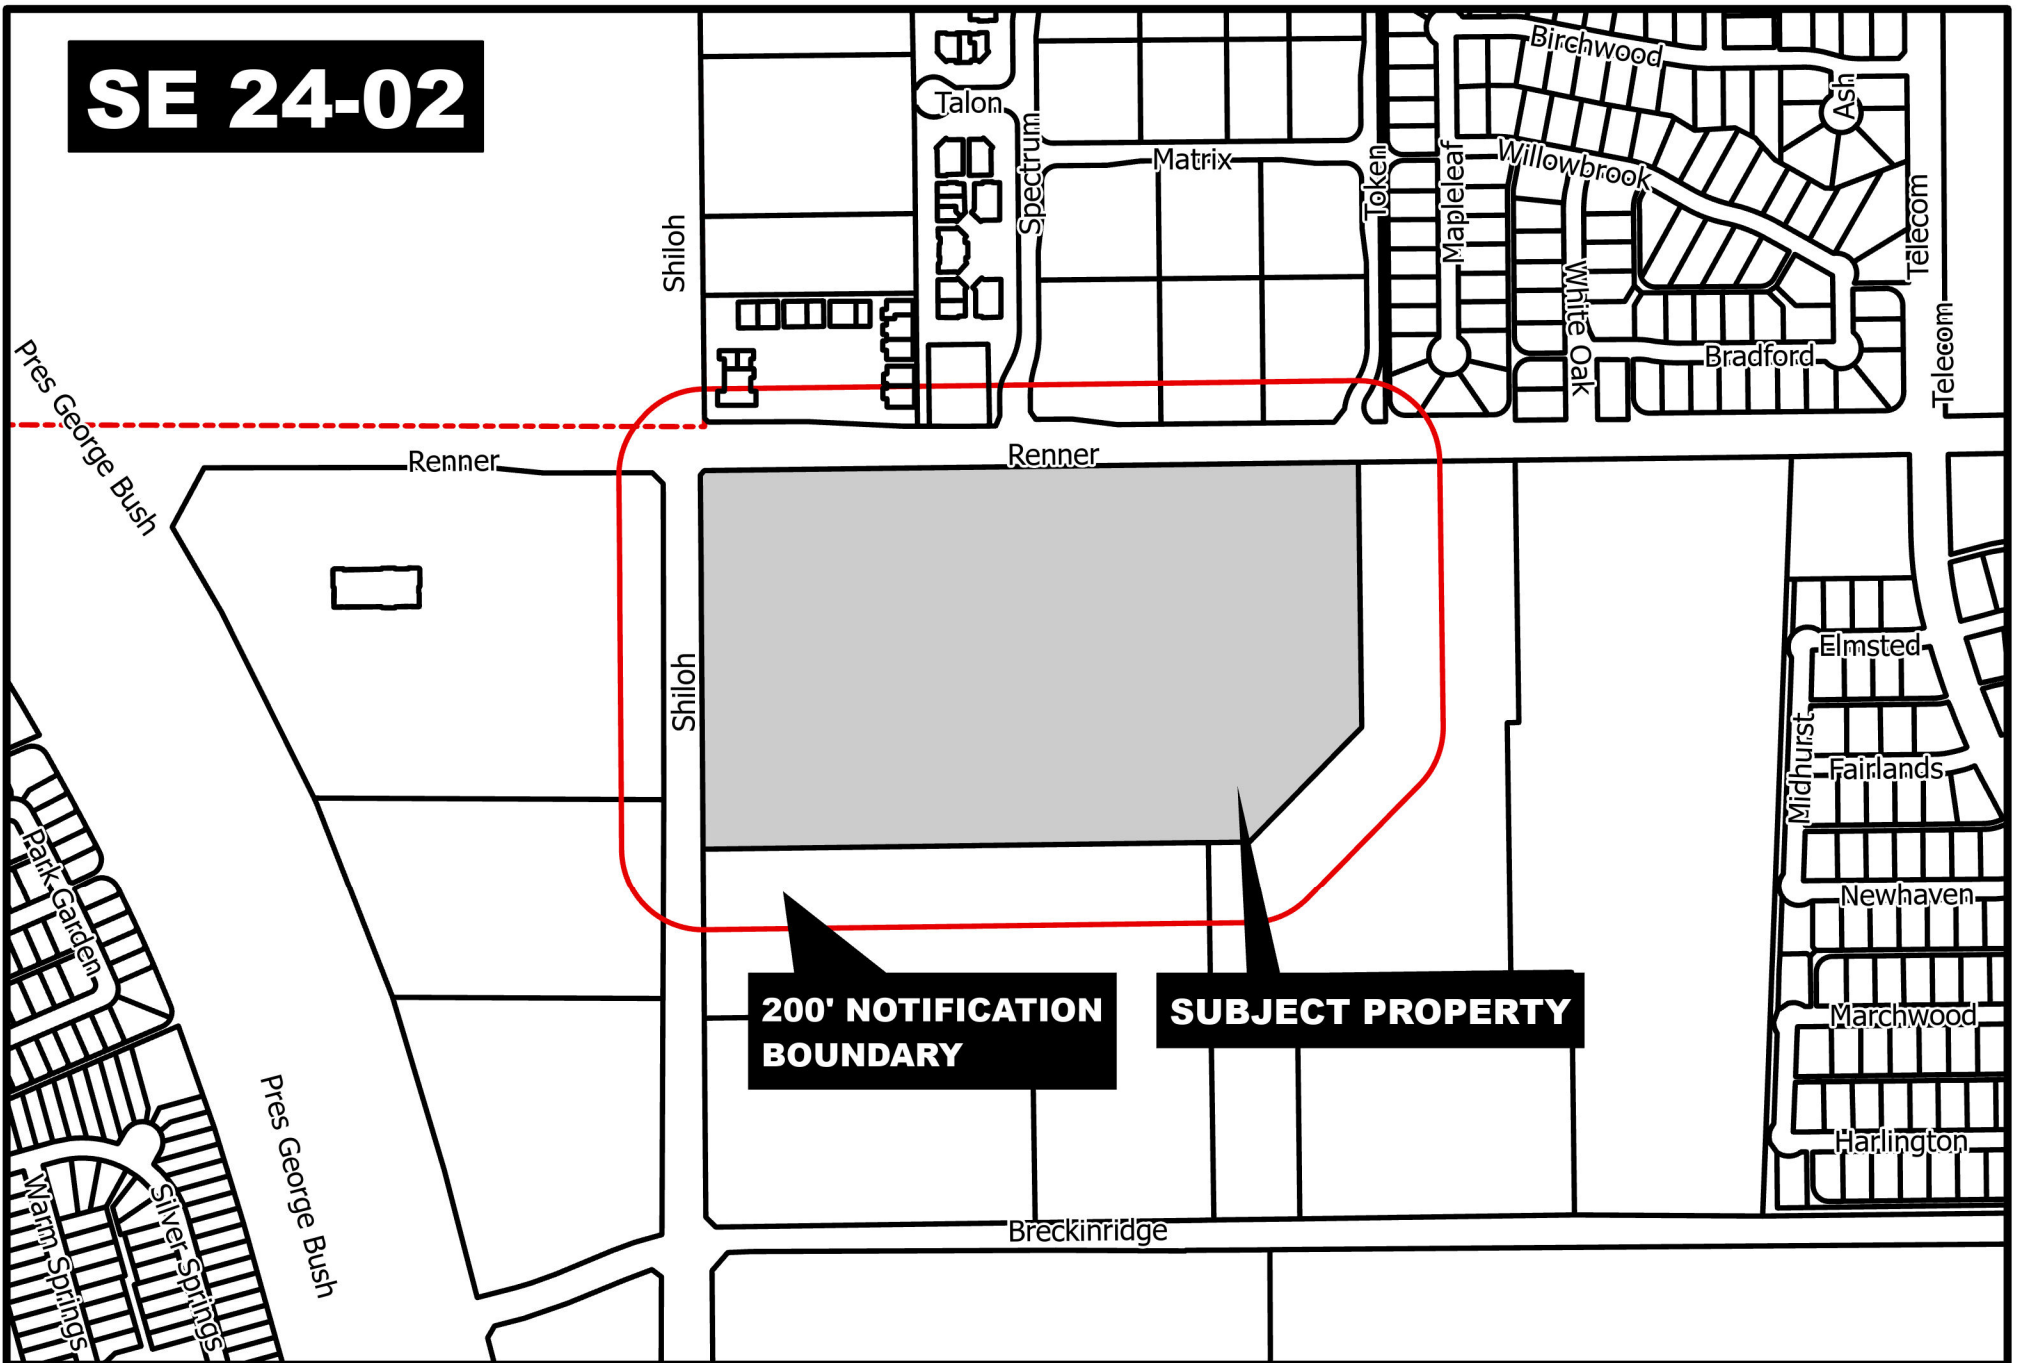 SE 24-02
Birchwood
Ash
Talon
Spectrum
Matrix
Token
Mapleleaf
Willowbrook
Telecom
Shiloh
White Oak
Telecom
Bradford
Pres George Bush
Renner
Renner
Shiloh
Elmsted
Midhurst
Fairlands
Park Garden
Newhaven
200' NOTIFICATION
BOUNDARY
SUBJECT PROPERTY
Marchwood
Pres George Bush
Harlington
Warm Springs
Silver Springs
Breckinridge